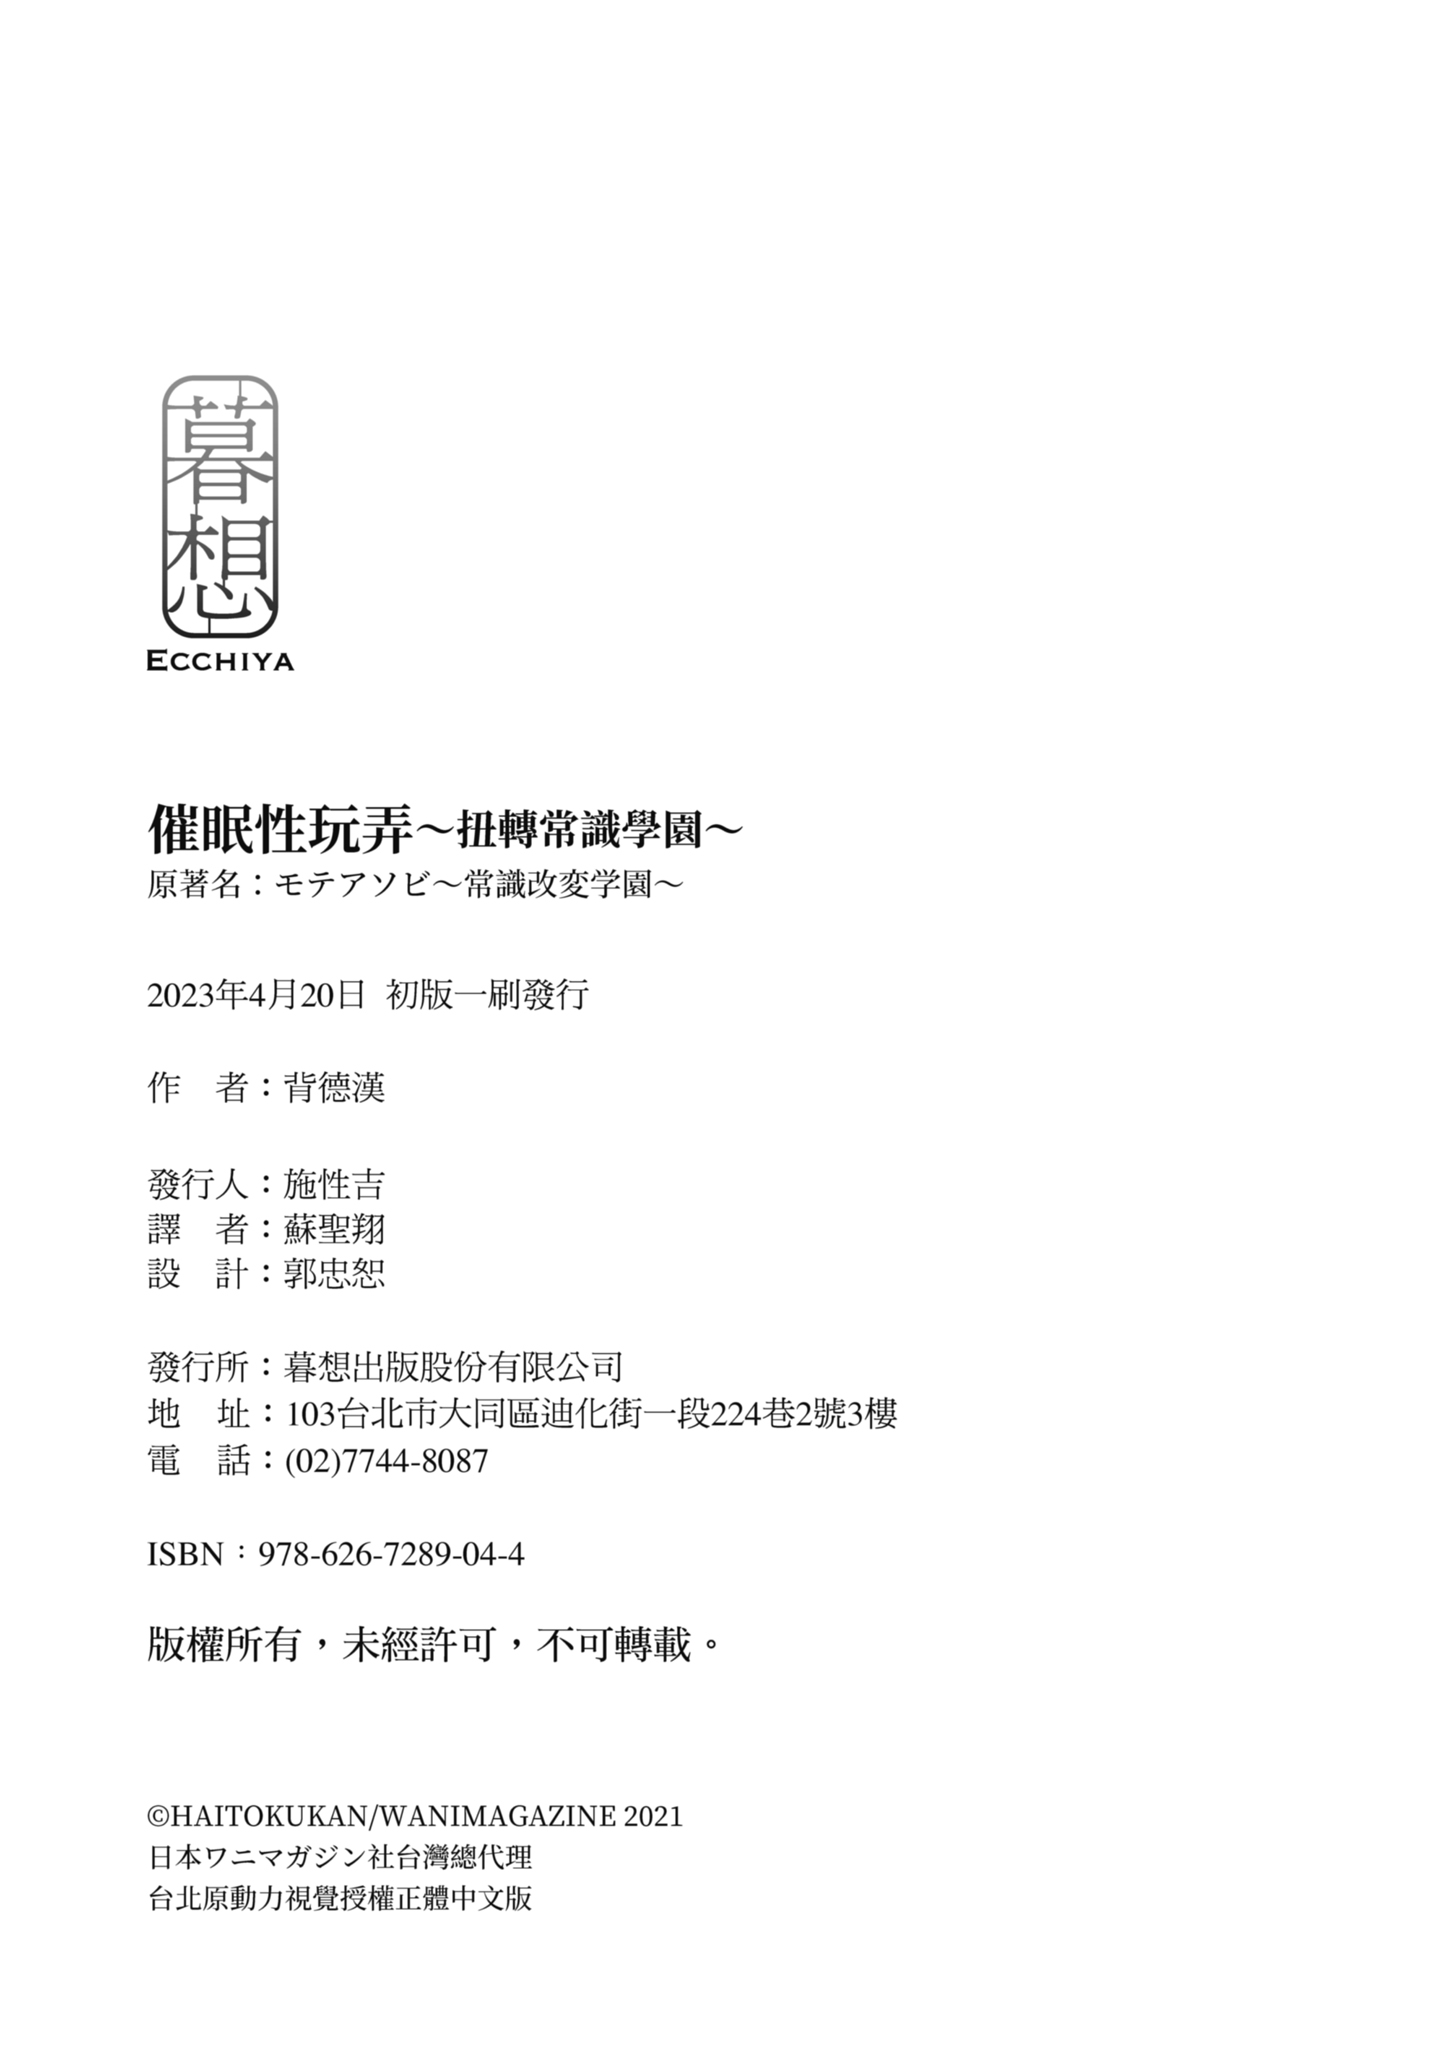 暮想
ECCHIYA
催眠性玩弄～扭轉常識學園～
原著名：モテアソビ～常識改変学園～
2023年4月20日 初版一刷發行
作　者：背德漢
發行人：施性吉
譯　者：蘇聖翔
設　計：郭忠恕
發行所：暮想出版股份有限公司
地　址：103台北市大同區迪化街一段224巷2號3樓
電　話：(02)7744-8087
ISBN：978-626-7289-04-4
版權所有，未經許可，不可轉載。
©HAITOKUKAN/WANIMAGAZINE 2021
日本ワニマガジン社台灣總代理
台北原動力視覺授權正體中文版